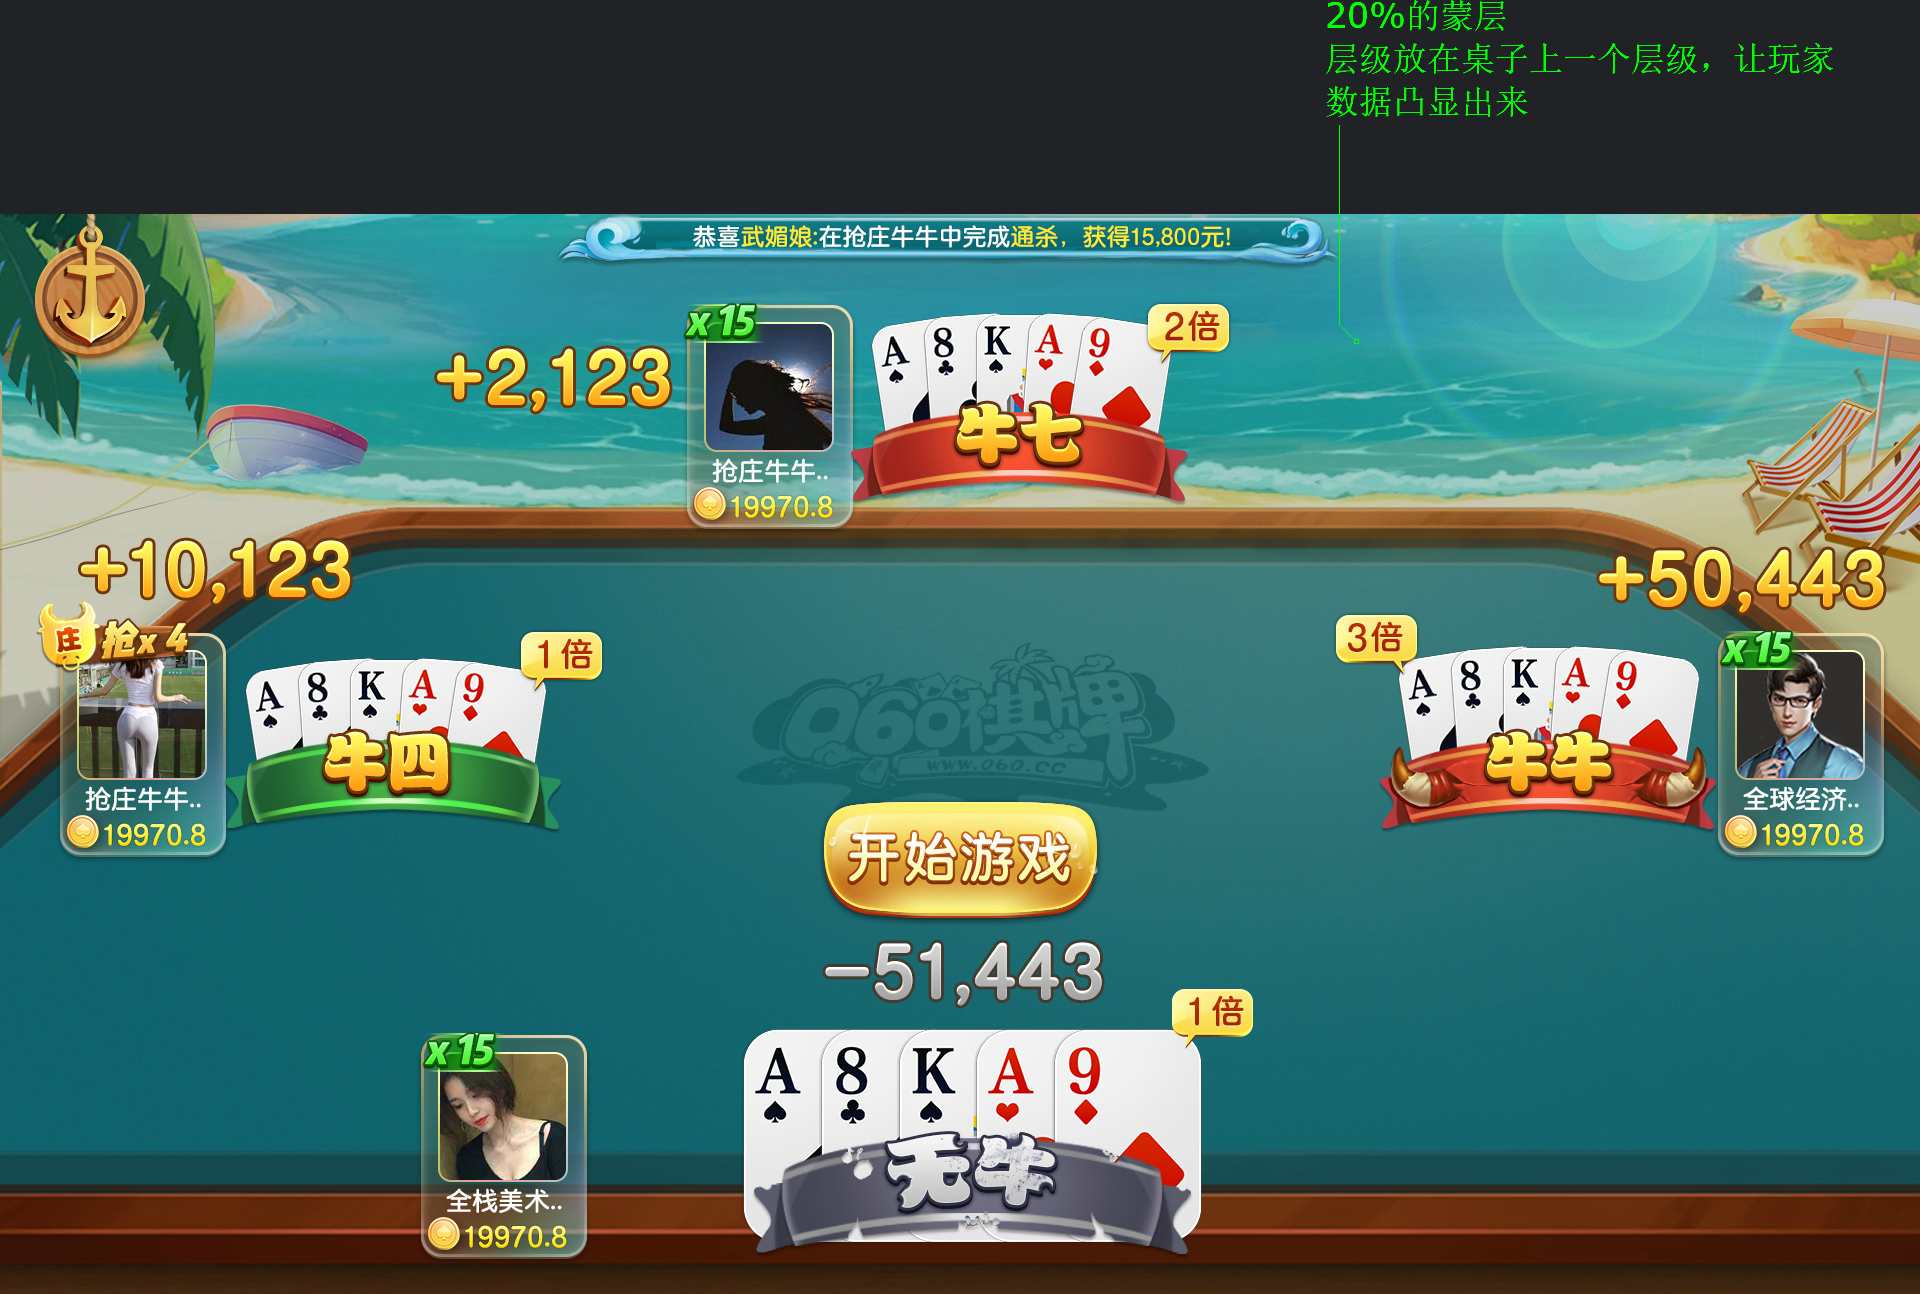 20%的蒙层
层级放在桌子上一个层级，让玩家
数据凸显出来
恭喜武媚娘:在抢庄牛牛中完成通杀，获得15,800元!
x 15
2倍
+2,123
A 8 K A 9
牛七
抢庄牛牛..
19970.8
+10,123
+50,443
庄 抢x 4
1倍
3倍
x 15
A 8 K A 9
A 8 K A 9
060棋牌
www.060.cc
牛四
牛牛
抢庄牛牛..
19970.8
全球经济..
19970.8
开始游戏
-51,443
1倍
x 15
A 8 K A 9
无牛
全栈美术..
19970.8